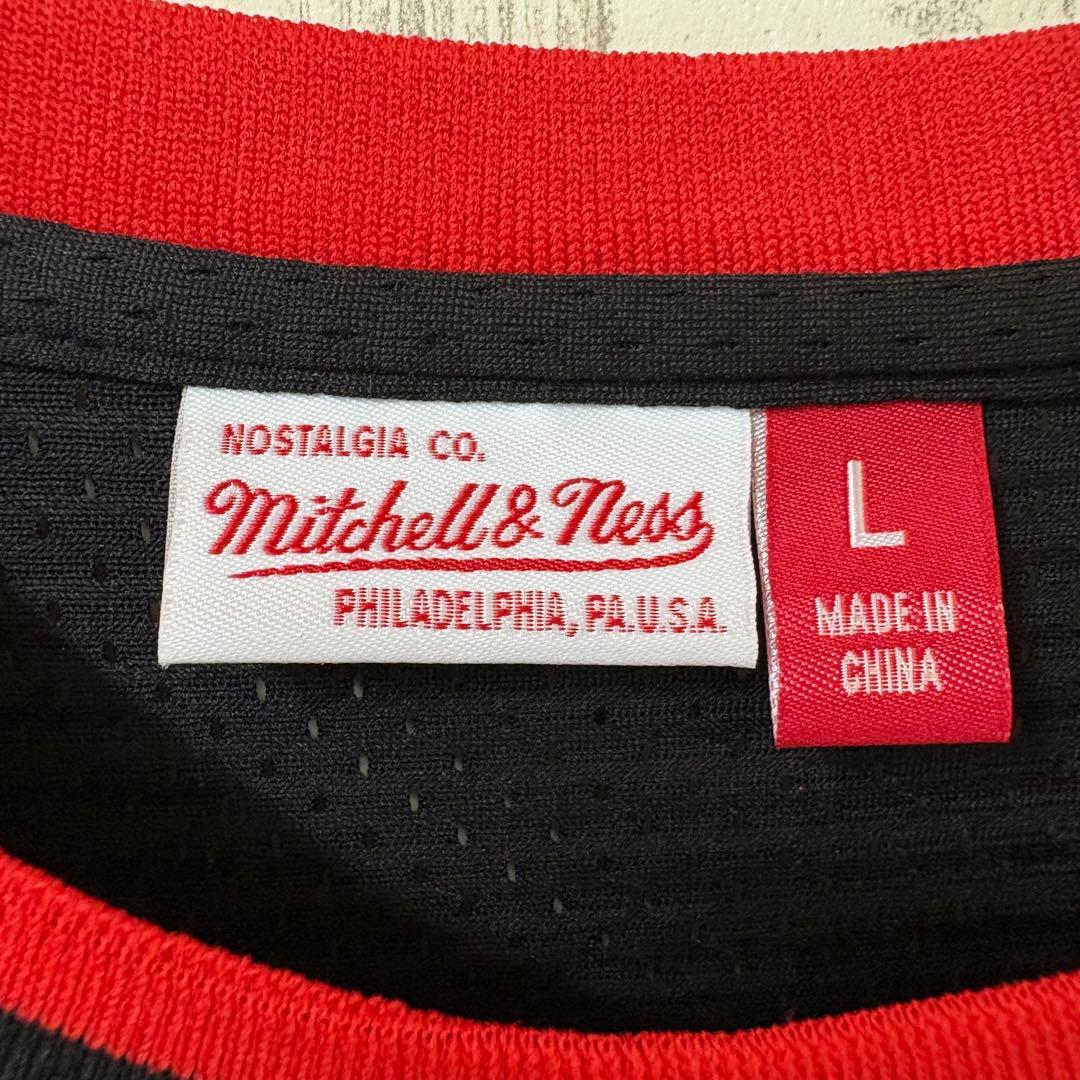 NOSTALGIA CO.
Mitchell & Ness
PHILADELPHIA, PA. U.S.A.
L
MADE IN
CHINA